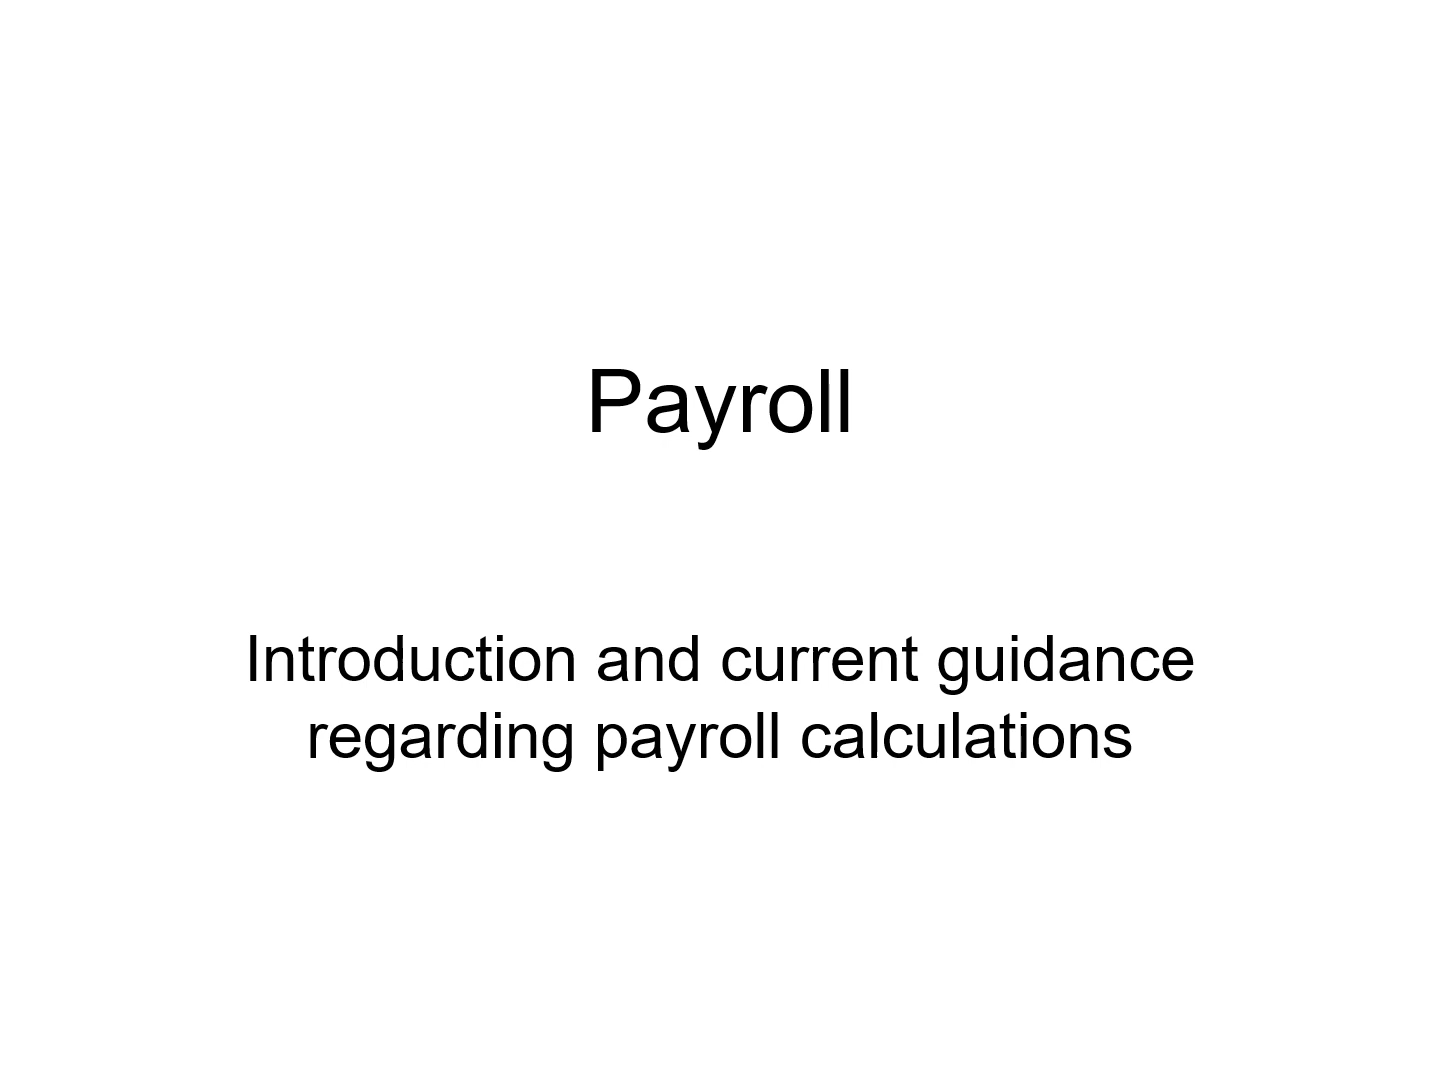 Payroll
Introduction and current guidance
regarding payroll calculations